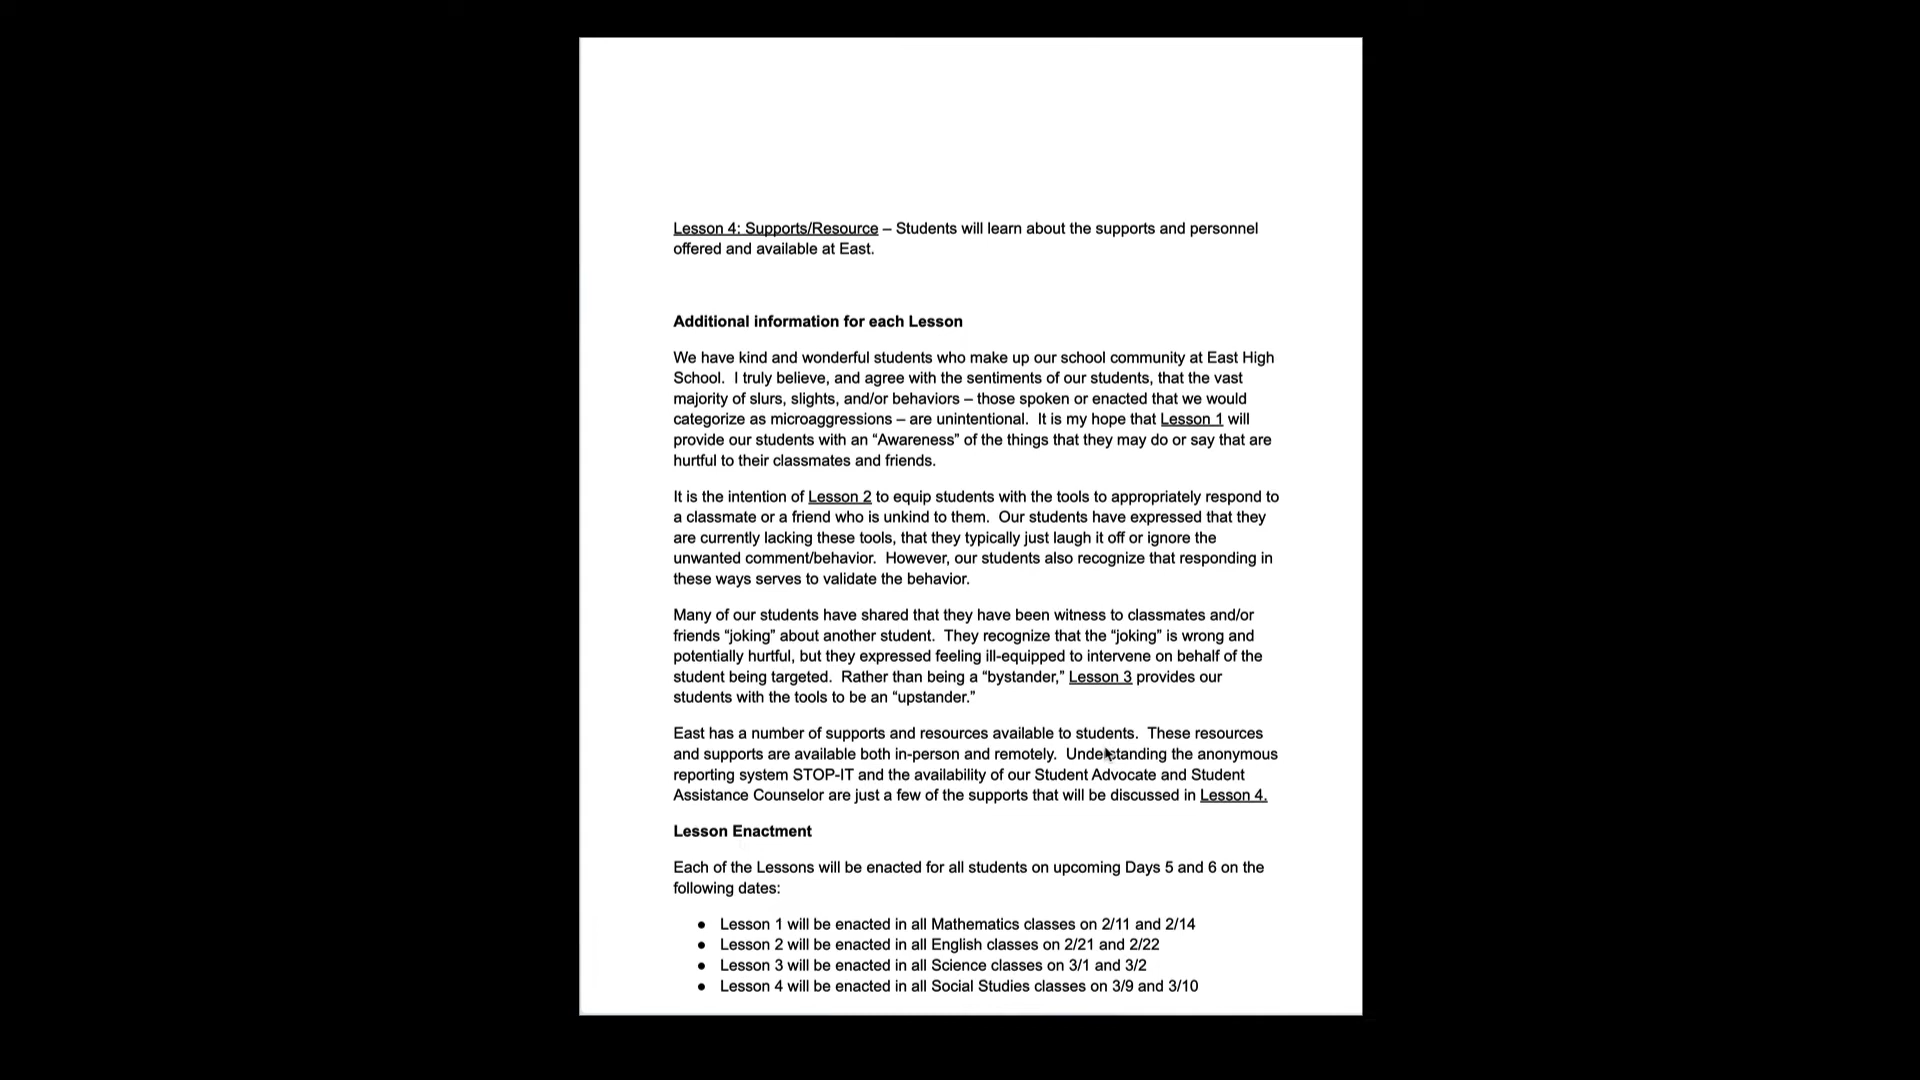 Lesson 4: Supports/Resource – Students will learn about the supports and personnel
offered and available at East.
Additional information for each Lesson
We have kind and wonderful students who make up our school community at East High
School.  I truly believe, and agree with the sentiments of our students, that the vast
majority of slurs, slights, and/or behaviors – those spoken or enacted that we would
categorize as microaggressions – are unintentional.  It is my hope that Lesson 1 will
provide our students with an “Awareness” of the things that they may do or say that are
hurtful to their classmates and friends.
It is the intention of Lesson 2 to equip students with the tools to appropriately respond to
a classmate or a friend who is unkind to them.  Our students have expressed that they
are currently lacking these tools, that they typically just laugh it off or ignore the
unwanted comment/behavior.  However, our students also recognize that responding in
these ways serves to validate the behavior.
Many of our students have shared that they have been witness to classmates and/or
friends “joking” about another student.  They recognize that the “joking” is wrong and
potentially hurtful, but they expressed feeling ill-equipped to intervene on behalf of the
student being targeted.  Rather than being a “bystander,” Lesson 3 provides our
students with the tools to be an “upstander.”
East has a number of supports and resources available to students.  These resources
and supports are available both in-person and remotely.  Understanding the anonymous
reporting system STOP-IT and the availability of our Student Advocate and Student
Assistance Counselor are just a few of the supports that will be discussed in Lesson 4.
Lesson Enactment
Each of the Lessons will be enacted for all students on upcoming Days 5 and 6 on the
following dates:
● Lesson 1 will be enacted in all Mathematics classes on 2/11 and 2/14
● Lesson 2 will be enacted in all English classes on 2/21 and 2/22
● Lesson 3 will be enacted in all Science classes on 3/1 and 3/2
● Lesson 4 will be enacted in all Social Studies classes on 3/9 and 3/10